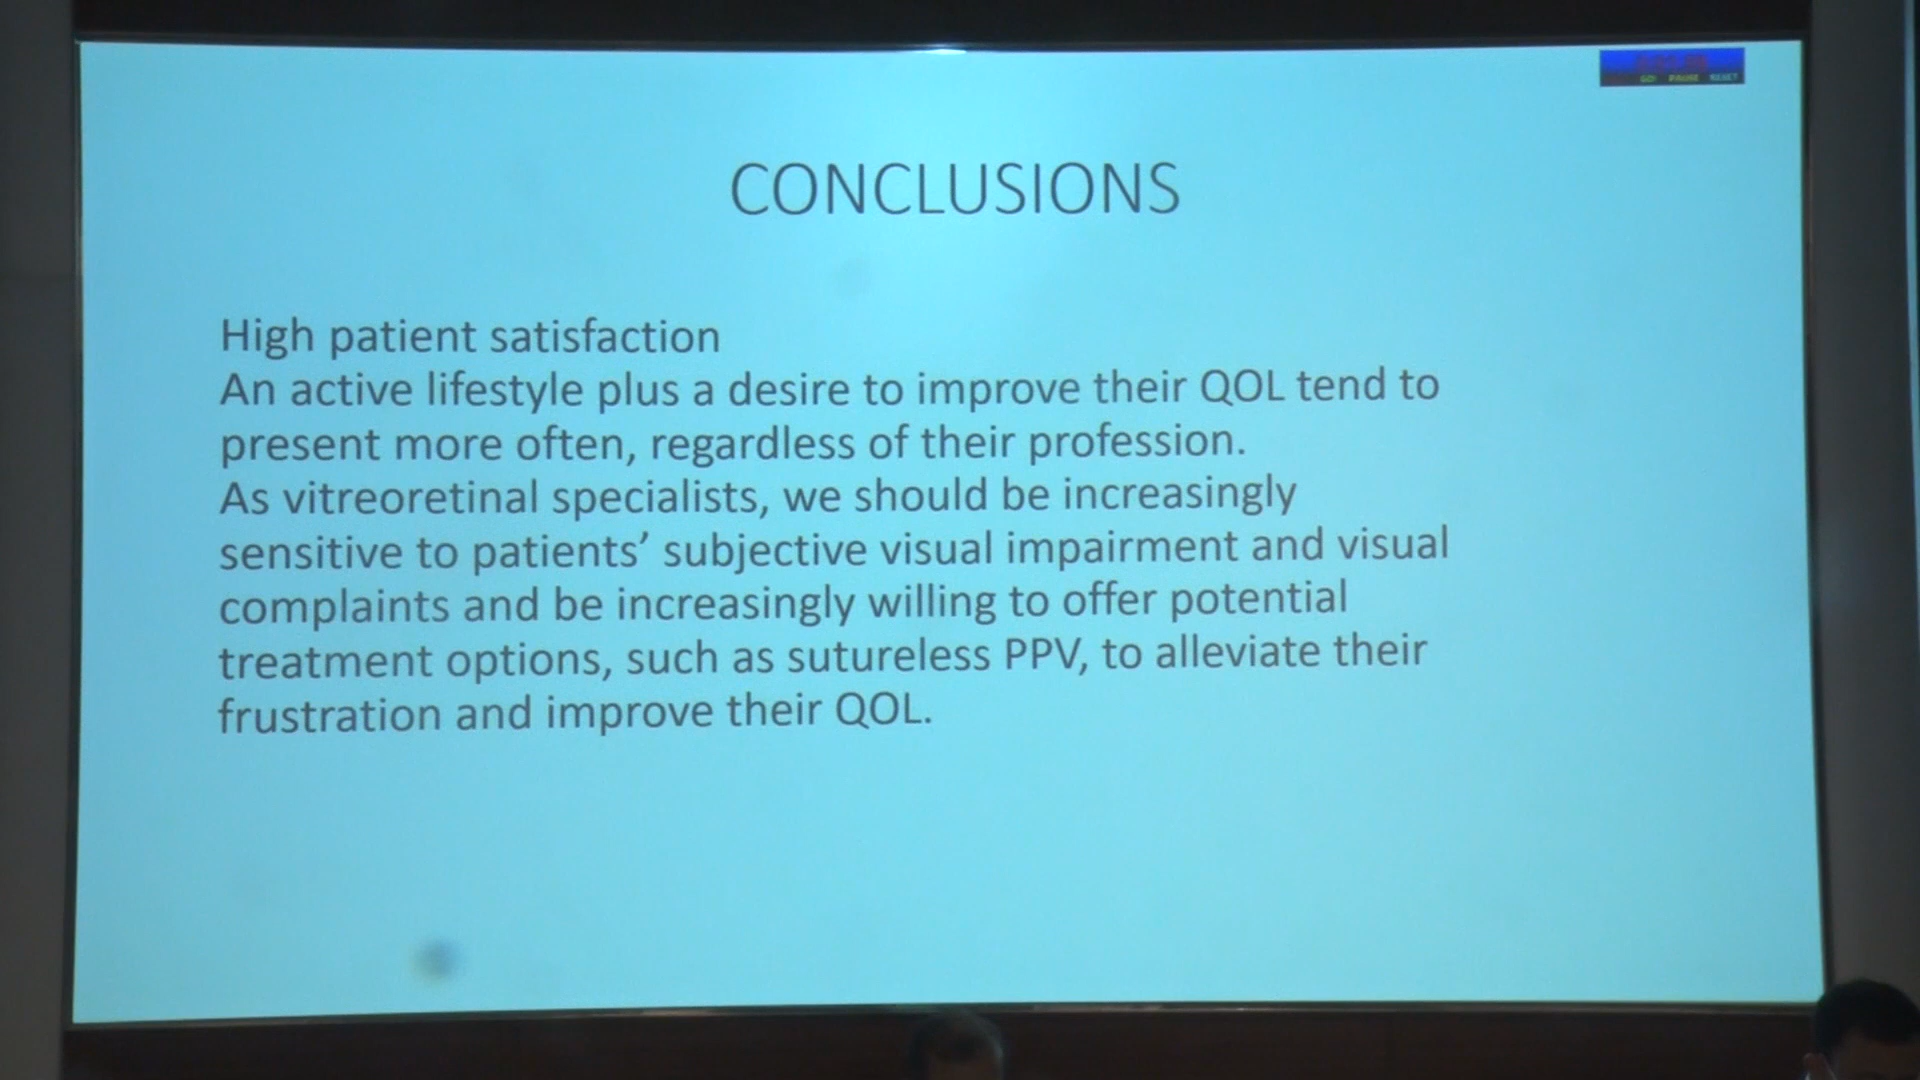 GO! PAUSE RESET
CONCLUSIONS
High patient satisfaction
An active lifestyle plus a desire to improve their QOL tend to
present more often, regardless of their profession.
As vitreoretinal specialists, we should be increasingly
sensitive to patients’ subjective visual impairment and visual
complaints and be increasingly willing to offer potential
treatment options, such as sutureless PPV, to alleviate their
frustration and improve their QOL.